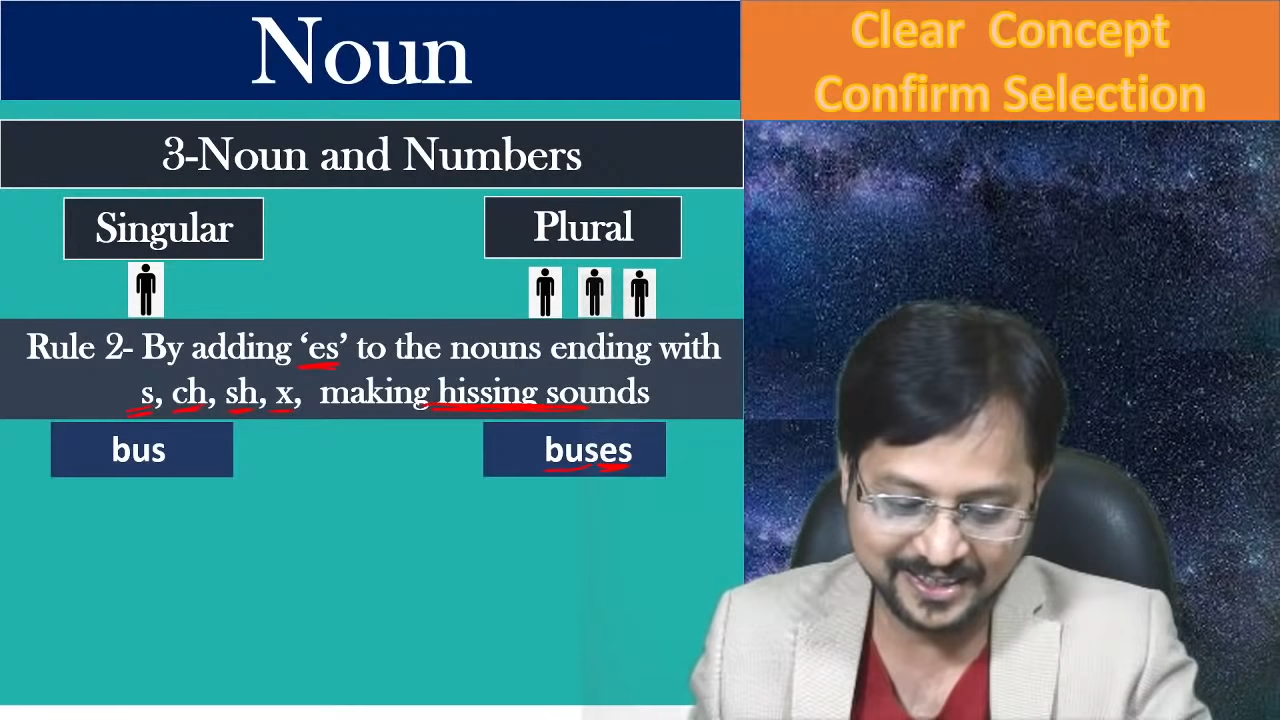 Noun
Clear Concept
Confirm Selection
3-Noun and Numbers
Singular
Plural
Rule 2- By adding ‘es’ to the nouns ending with
s, ch, sh, x, making hissing sounds
bus
buses